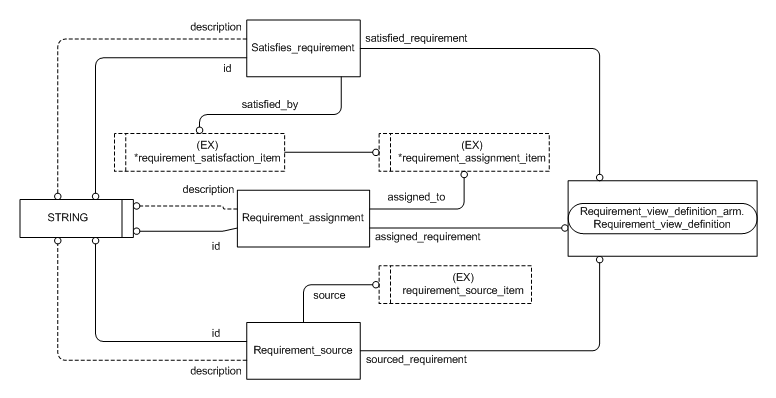 description
Satisfies_requirement
satisfied_requirement
id
satisfied_by
(EX)
*requirement_satisfaction_item
(EX)
*requirement_assignment_item
description
STRING
Requirement_assignment
assigned_to
assigned_requirement
id
Requirement_view_definition_arm.
Requirement_view_definition
(EX)
requirement_source_item
source
id
Requirement_source
sourced_requirement
description